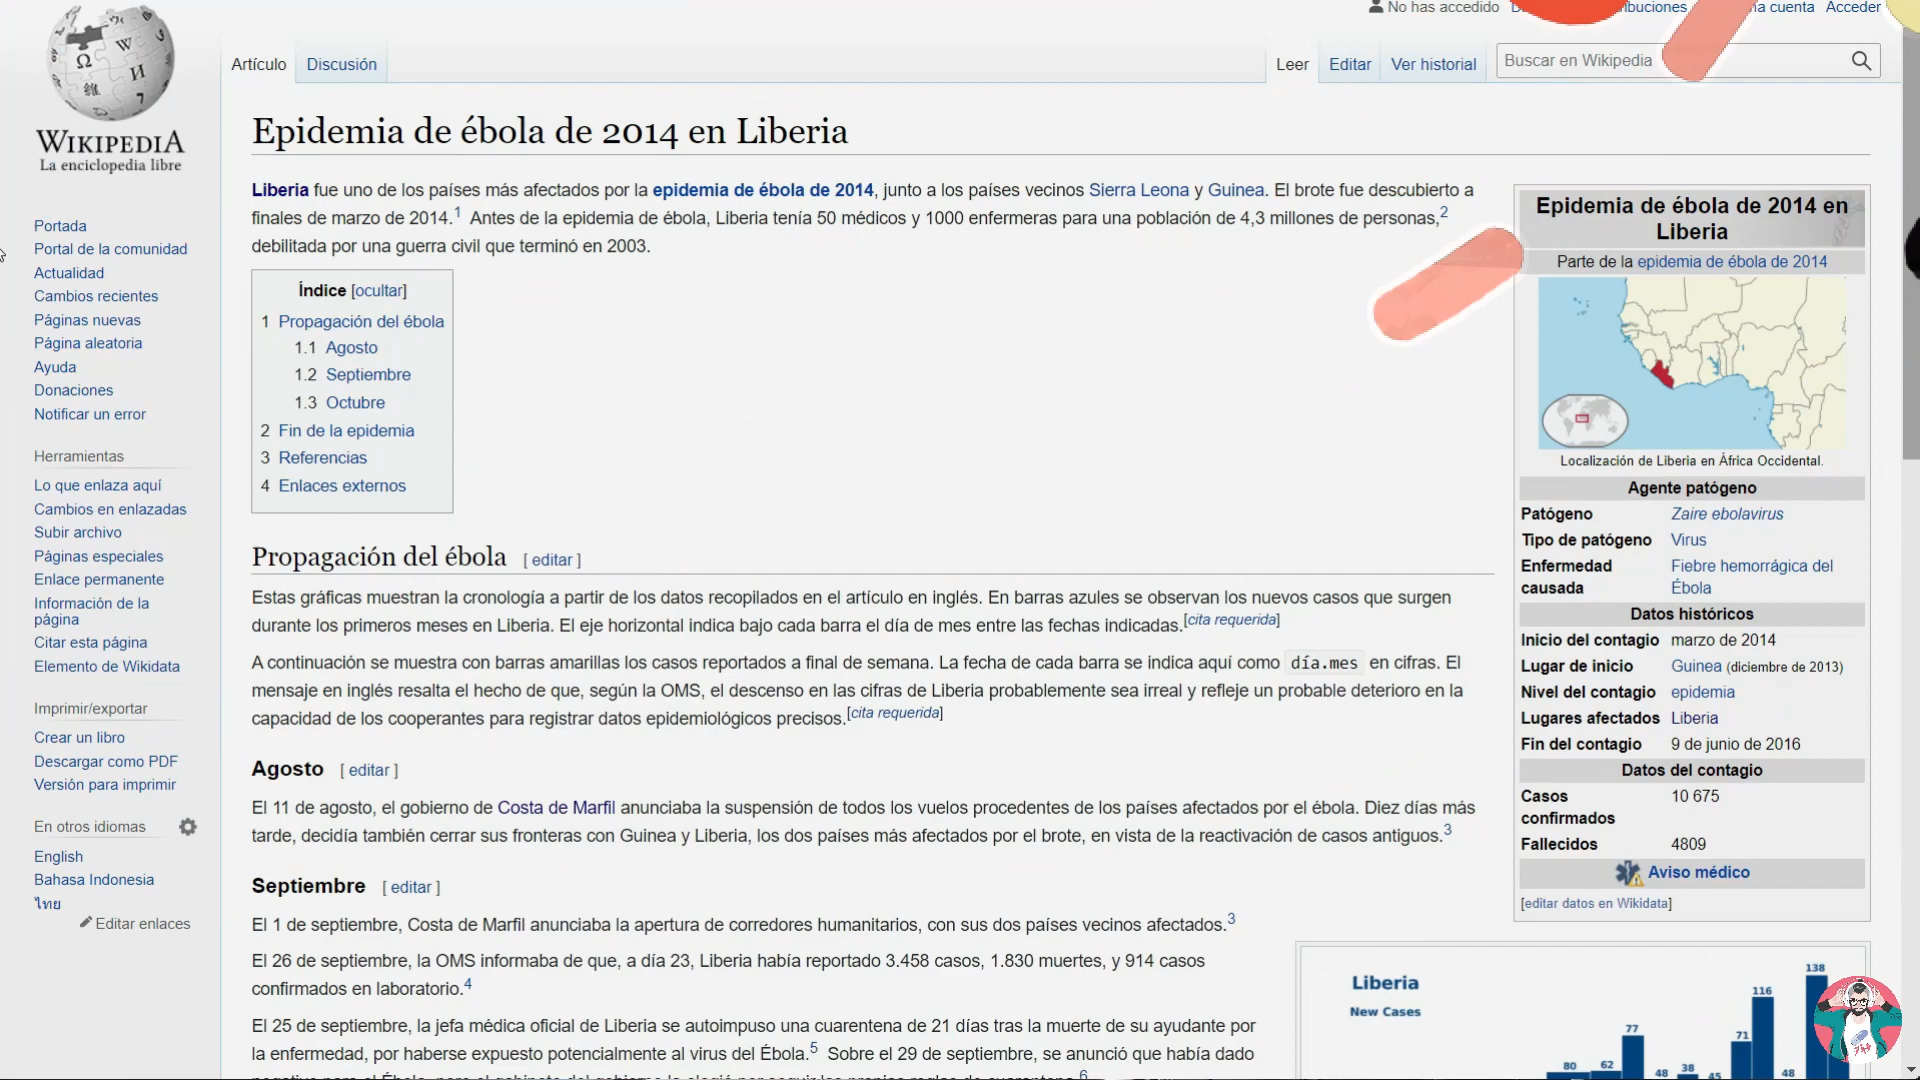 No has accedido
a cuenta
Acceder
WIKIPEDIA
La enciclopedia libre
Artículo
Discusión
Leer
Editar
Ver historial
Buscar en Wikipedia
Portada
Portal de la comunidad
Actualidad
Cambios recientes
Páginas nuevas
Página aleatoria
Ayuda
Donaciones
Notificar un error
Herramientas
Lo que enlaza aquí
Cambios en enlazadas
Subir archivo
Páginas especiales
Enlace permanente
Información de la
página
Citar esta página
Elemento de Wikidata
Imprimir/exportar
Crear un libro
Descargar como PDF
Versión para imprimir
En otros idiomas
English
Bahasa Indonesia
ไทย
Editar enlaces
Epidemia de ébola de 2014 en Liberia
Liberia fue uno de los países más afectados por la epidemia de ébola de 2014, junto a los países vecinos Sierra Leona y Guinea. El brote fue descubierto a
finales de marzo de 2014.1 Antes de la epidemia de ébola, Liberia tenía 50 médicos y 1000 enfermeras para una población de 4,3 millones de personas,2
debilitada por una guerra civil que terminó en 2003.
Índice [ocultar]
1 Propagación del ébola
1.1 Agosto
1.2 Septiembre
1.3 Octubre
2 Fin de la epidemia
3 Referencias
4 Enlaces externos
Propagación del ébola [ editar ]
Estas gráficas muestran la cronología a partir de los datos recopilados en el artículo en inglés. En barras azules se observan los nuevos casos que surgen
durante los primeros meses en Liberia. El eje horizontal indica bajo cada barra el día de mes entre las fechas indicadas.[cita requerida]
A continuación se muestra con barras amarillas los casos reportados a final de semana. La fecha de cada barra se indica aquí como día.mes en cifras. El
mensaje en inglés resalta el hecho de que, según la OMS, el descenso en las cifras de Liberia probablemente sea irreal y refleje un probable deterioro en la
capacidad de los cooperantes para registrar datos epidemiológicos precisos.[cita requerida]
Agosto [ editar ]
El 11 de agosto, el gobierno de Costa de Marfil anunciaba la suspensión de todos los vuelos procedentes de los países afectados por el ébola. Diez días más
tarde, decidía también cerrar sus fronteras con Guinea y Liberia, los dos países más afectados por el brote, en vista de la reactivación de casos antiguos.3
Septiembre [ editar ]
El 1 de septiembre, Costa de Marfil anunciaba la apertura de corredores humanitarios, con sus dos países vecinos afectados.3
El 26 de septiembre, la OMS informaba de que, a día 23, Liberia había reportado 3.458 casos, 1.830 muertes, y 914 casos
confirmados en laboratorio.4
El 25 de septiembre, la jefa médica oficial de Liberia se autoimpuso una cuarentena de 21 días tras la muerte de su ayudante por
la enfermedad, por haberse expuesto potencialmente al virus del Ébola.5 Sobre el 29 de septiembre, se anunció que había dado
Epidemia de ébola de 2014 en
Liberia
Parte de la epidemia de ébola de 2014
Localización de Liberia en África Occidental.
Agente patógeno
Patógeno Zaire ebolavirus
Tipo de patógeno Virus
Enfermedad causada Fiebre hemorrágica del Ébola
Datos históricos
Inicio del contagio marzo de 2014
Lugar de inicio Guinea (diciembre de 2013)
Nivel del contagio epidemia
Lugares afectados Liberia
Fin del contagio 9 de junio de 2016
Datos del contagio
Casos confirmados 10 675
Fallecidos 4809
Aviso médico
[editar datos en Wikidata]
Liberia
New Cases
80 62 77 48 38 45 71 116 48 138